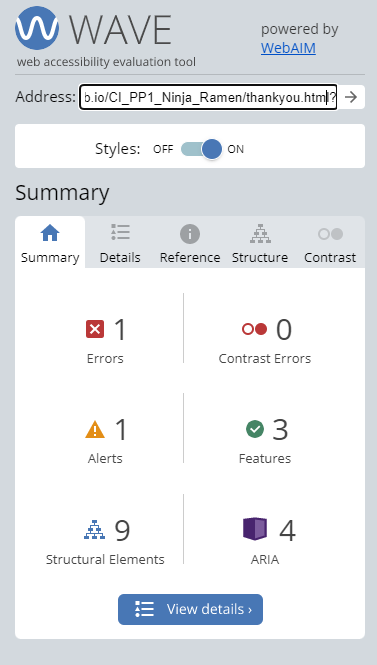 WAVE
powered by
WebAIM
web accessibility evaluation tool
Address: b.io/CI_PP1_Ninja_Ramen/thankyou.html?
Styles: OFF ON
Summary
Summary Details Reference Structure Contrast
1 0
Errors Contrast Errors
1 3
Alerts Features
9 4
Structural Elements ARIA
View details ›